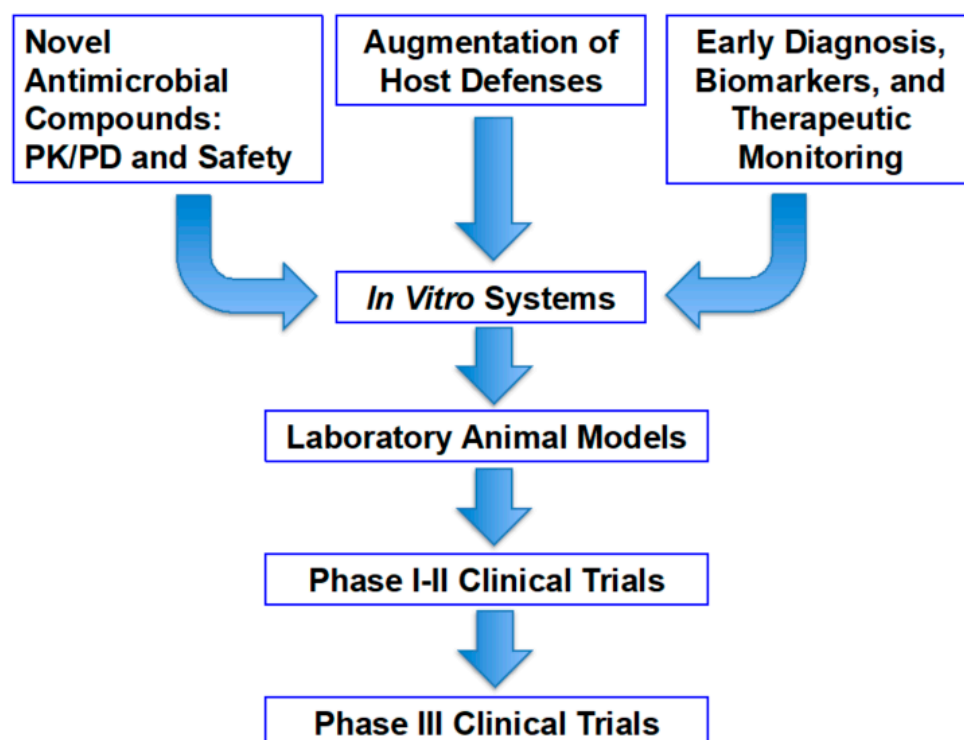 Novel
Antimicrobial
Compounds:
PK/PD and Safety
Augmentation of
Host Defenses
Early Diagnosis,
Biomarkers, and
Therapeutic
Monitoring
In Vitro Systems
Laboratory Animal Models
Phase I-II Clinical Trials
Phase III Clinical Trials